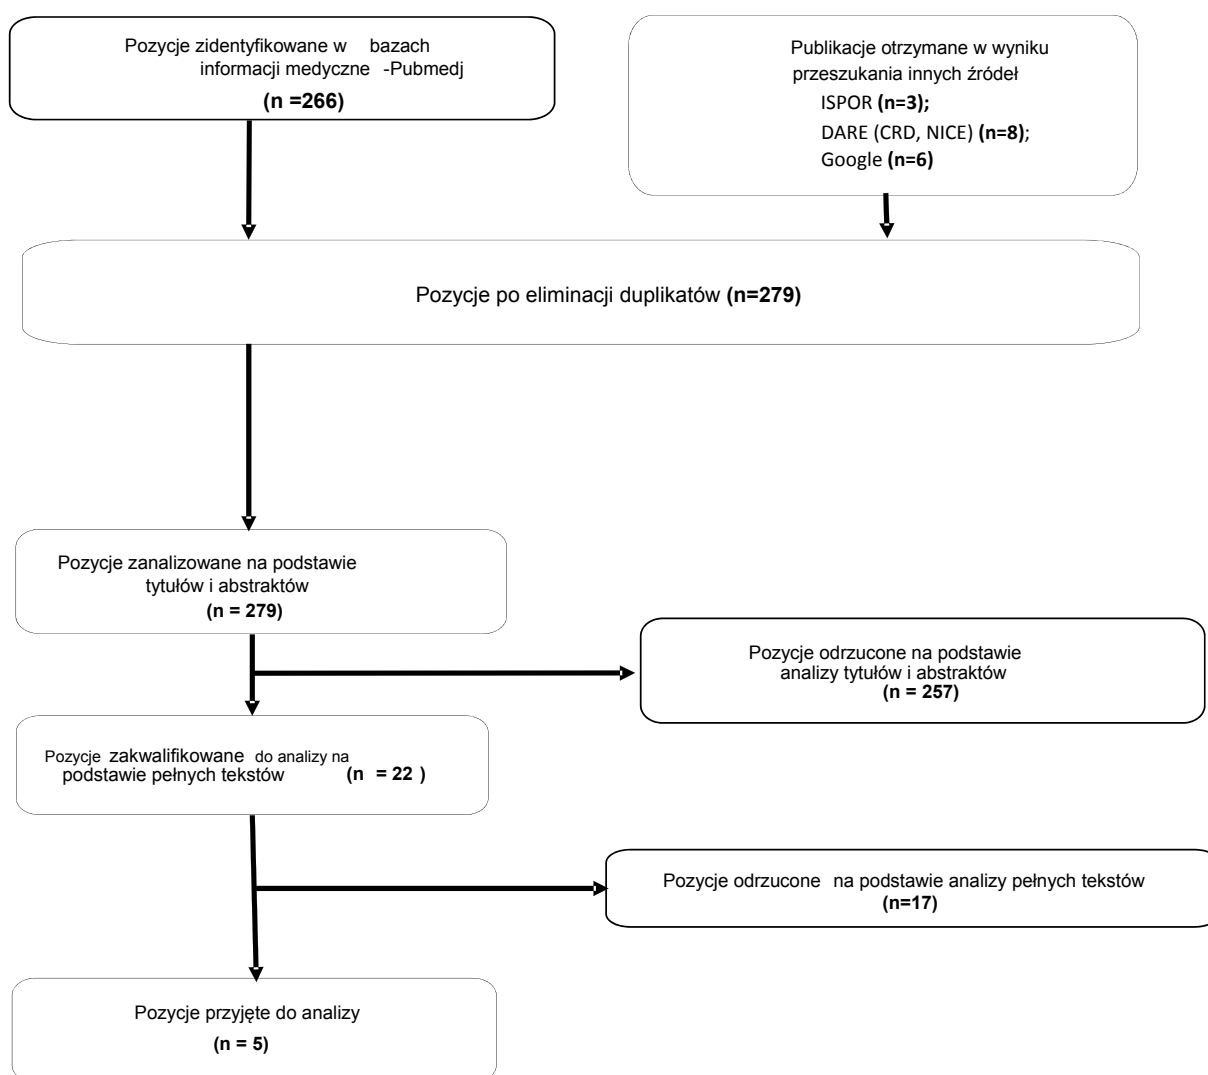 Pozycje zidentyfikowane w bazach
informacji medyczne -Pubmedj
(n =266)
Publikacje otrzymane w wyniku
przeszukania innych źródeł
ISPOR (n=3);
DARE (CRD, NICE) (n=8);
Google (n=6)
Pozycje po eliminacji duplikatów (n=279)
Pozycje zanalizowane na podstawie
tytułów i abstraktów
(n = 279)
Pozycje odrzucone na podstawie
analizy tytułów i abstraktów
(n = 257)
Pozycje zakwalifikowane do analizy na
podstawie pełnych tekstów (n = 22 )
Pozycje odrzucone na podstawie analizy pełnych tekstów
(n=17)
Pozycje przyjęte do analizy
(n = 5)